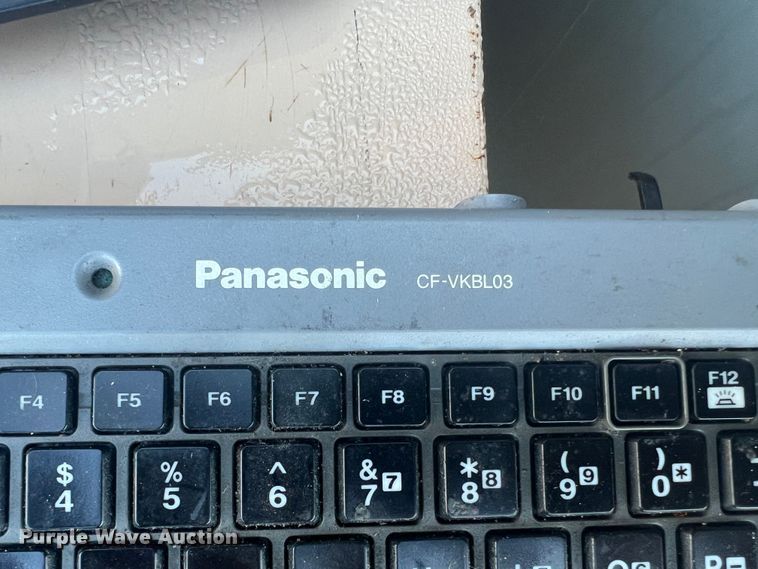 Panasonic CF-VKBL03
F4 F5 F6 F7 F8 F9 F10 F11 F12
$ % ^ & * ( )
4 5 6 7 7 8 8 9 9 0 *
Purple Wave Auction